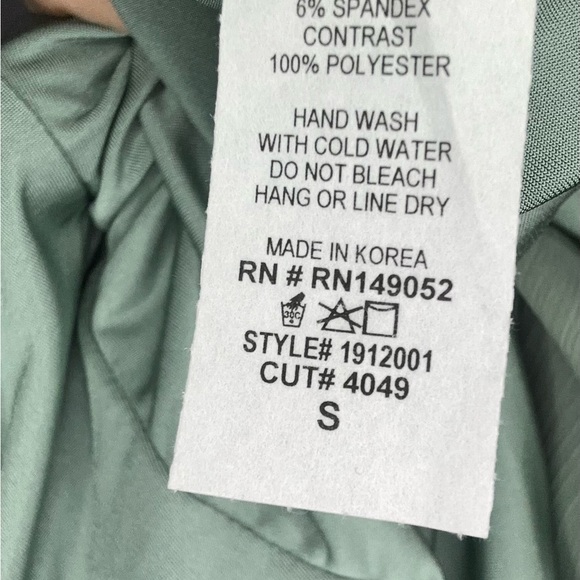 6% SPANDEX
CONTRAST
100% POLYESTER
HAND WASH
WITH COLD WATER
DO NOT BLEACH
HANG OR LINE DRY
MADE IN KOREA
RN # RN149052
30C
STYLE# 1912001
CUT# 4049
S